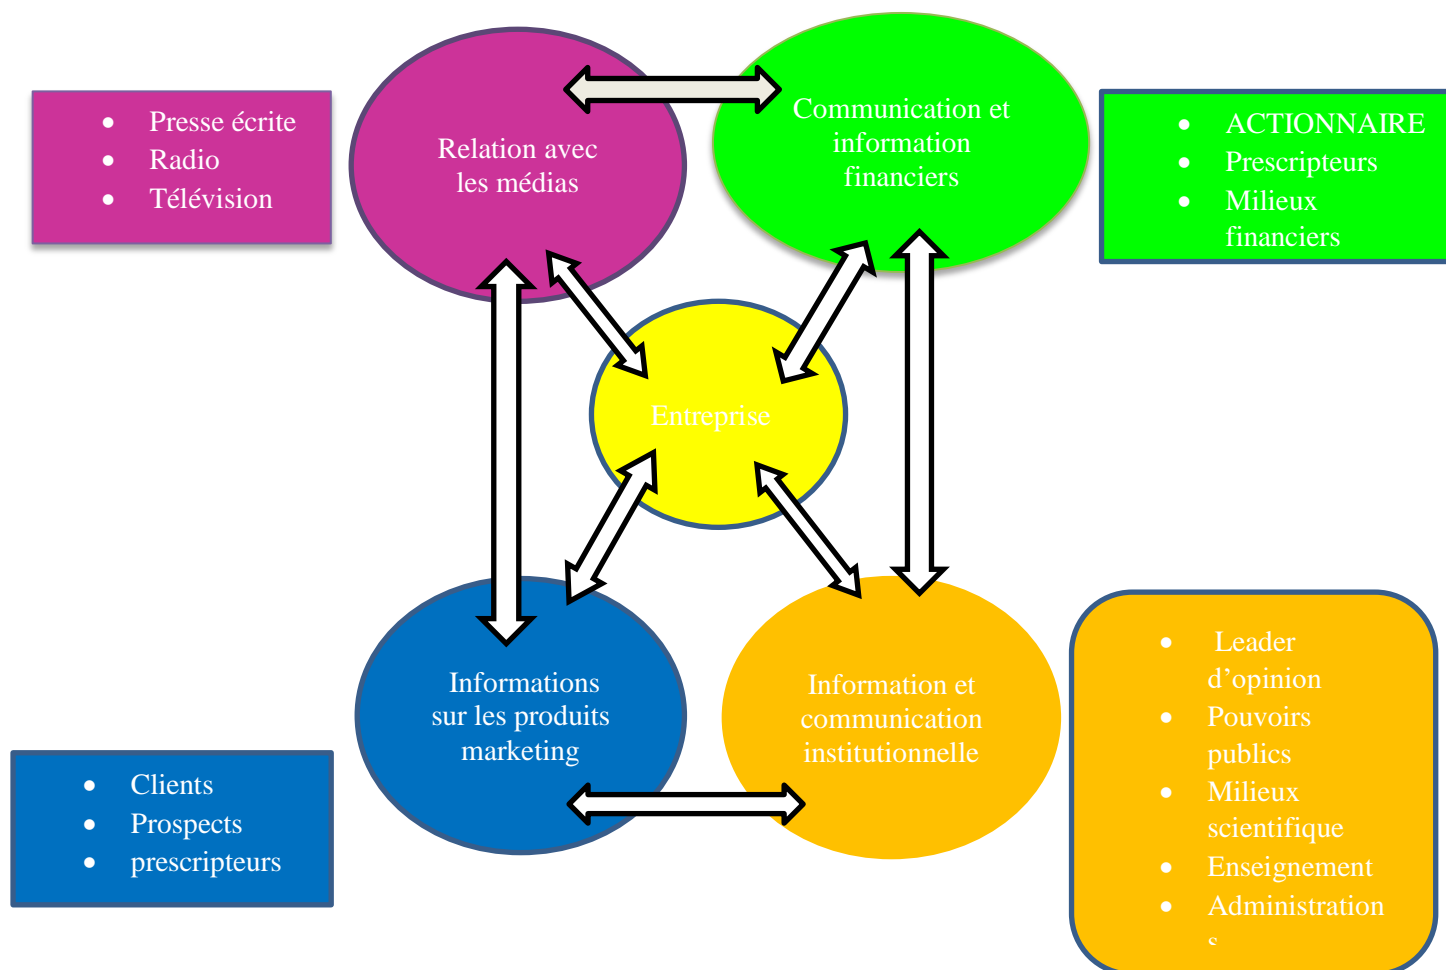 Presse écrite
Radio
Télévision
Relation avec
les médias
Communication et
information
financiers
ACTIONNAIRE
Prescripteurs
Milieux
financiers
Entreprise
Informations
sur les produits
marketing
Information et
communication
institutionnelle
Clients
Prospects
prescripteurs
Leader
d’opinion
Pouvoirs
publics
Milieux
scientifique
Enseignement
Administration
s